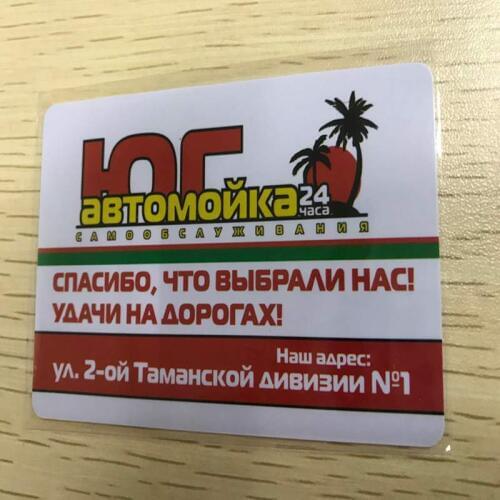 ЮГ
автомойка 24
часа
САМООБСЛУЖИВАНИЯ
СПАСИБО, ЧТО ВЫБРАЛИ НАС!
УДАЧИ НА ДОРОГАХ!
Наш адрес:
ул. 2-ой Таманской дивизии №1